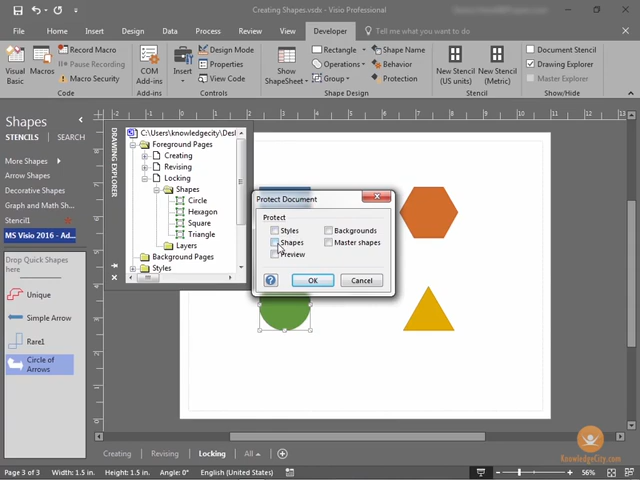 Creating Shapes.vsdx - Visio Professional
File Home Insert Design Data Process Review View Developer Tell me what you want to do
Visual Basic
Macros
Record Macro
Pause Recording
Macro Security
Code
COM Add-ins
Add-ins
Insert
Design Mode
Properties
View Code
Controls
Show ShapeSheet
Rectangle
Operations
Group
Shape Name
Behavior
Protection
Shape Design
New Stencil (US units)
New Stencil (Metric)
Stencil
Document Stencil
Drawing Explorer
Master Explorer
Show/Hide
Shapes
STENCILS SEARCH
More Shapes
Arrow Shapes
Decorative Shapes
Graph and Math Sh...
Stencil1
MS Visio 2016 - Ad...
Drop Quick Shapes here
Unique
Simple Arrow
Rare1
Circle of Arrows
DRAWING EXPLORER
C:\Users\knowledgecity\Desl
Foreground Pages
Creating
Revising
Locking
Shapes
Circle
Hexagon
Square
Triangle
Layers
Background Pages
Styles
Protect Document
Protect
Styles
Backgrounds
Shapes
Master shapes
Preview
OK
Cancel
Creating Revising Locking All
Page 3 of 3 Width: 1.5 in. Height: 1.5 in. Angle: 0° English (United States)
56%
KnowledgeCity.com